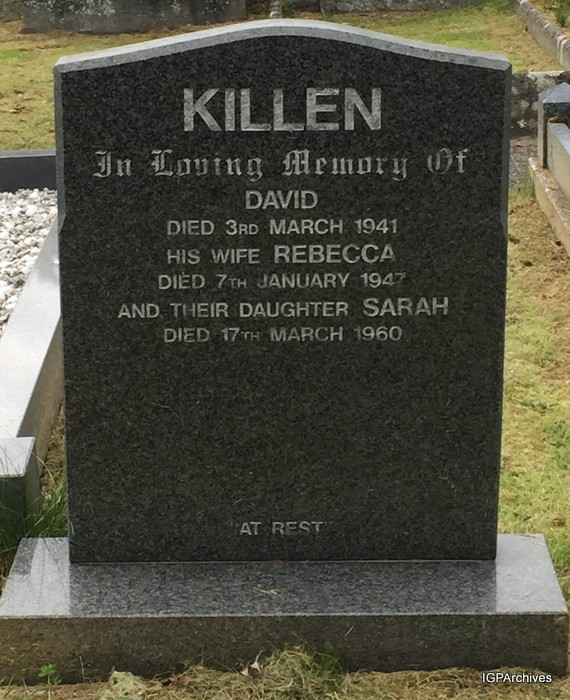 KILLEN
In Loving Memory Of
DAVID
DIED 3RD MARCH 1941
HIS WIFE REBECCA
DIED 7TH JANUARY 1947
AND THEIR DAUGHTER SARAH
DIED 17TH MARCH 1960
"AT REST"
IGPArchives